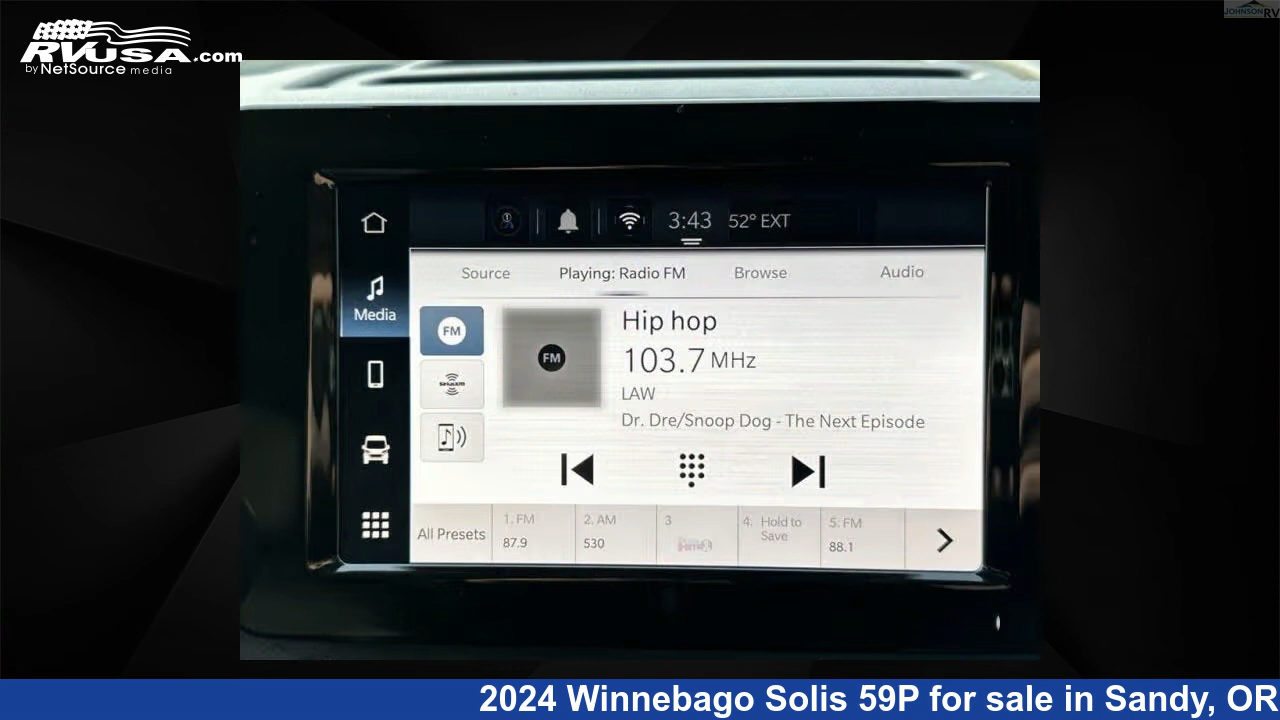 RVUSA.com
by NetSource media
JOHNSON RV
3:43 52° EXT
Source Playing: Radio FM Browse Audio
Media
FM
FM
Hip hop
103.7 MHz
LAW
Dr. Dre/Snoop Dog - The Next Episode
SiriusXM
All Presets
1. FM
87.9
2. AM
530
3
4. Hold to
Save
5. FM
88.1
2024 Winnebago Solis 59P for sale in Sandy, OR